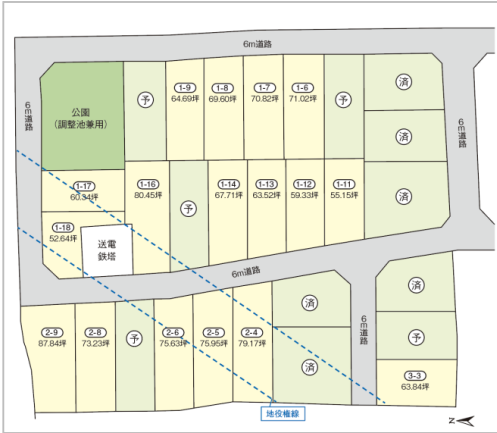 6m道路
6m道路
6m道路
公園
(調整池兼用)
予
1-9
64.69坪
1-8
69.60坪
1-7
70.82坪
1-6
71.02坪
予
済
済
済
1-17
60.34坪
1-16
80.45坪
予
1-14
67.71坪
1-13
63.52坪
1-12
59.33坪
1-11
55.15坪
1-18
52.64坪
送電
鉄塔
6m道路
2-9
87.84坪
2-8
73.23坪
予
2-6
75.63坪
2-5
75.95坪
2-4
79.17坪
済
済
6m道路
済
予
3-3
63.84坪
地役権線
N